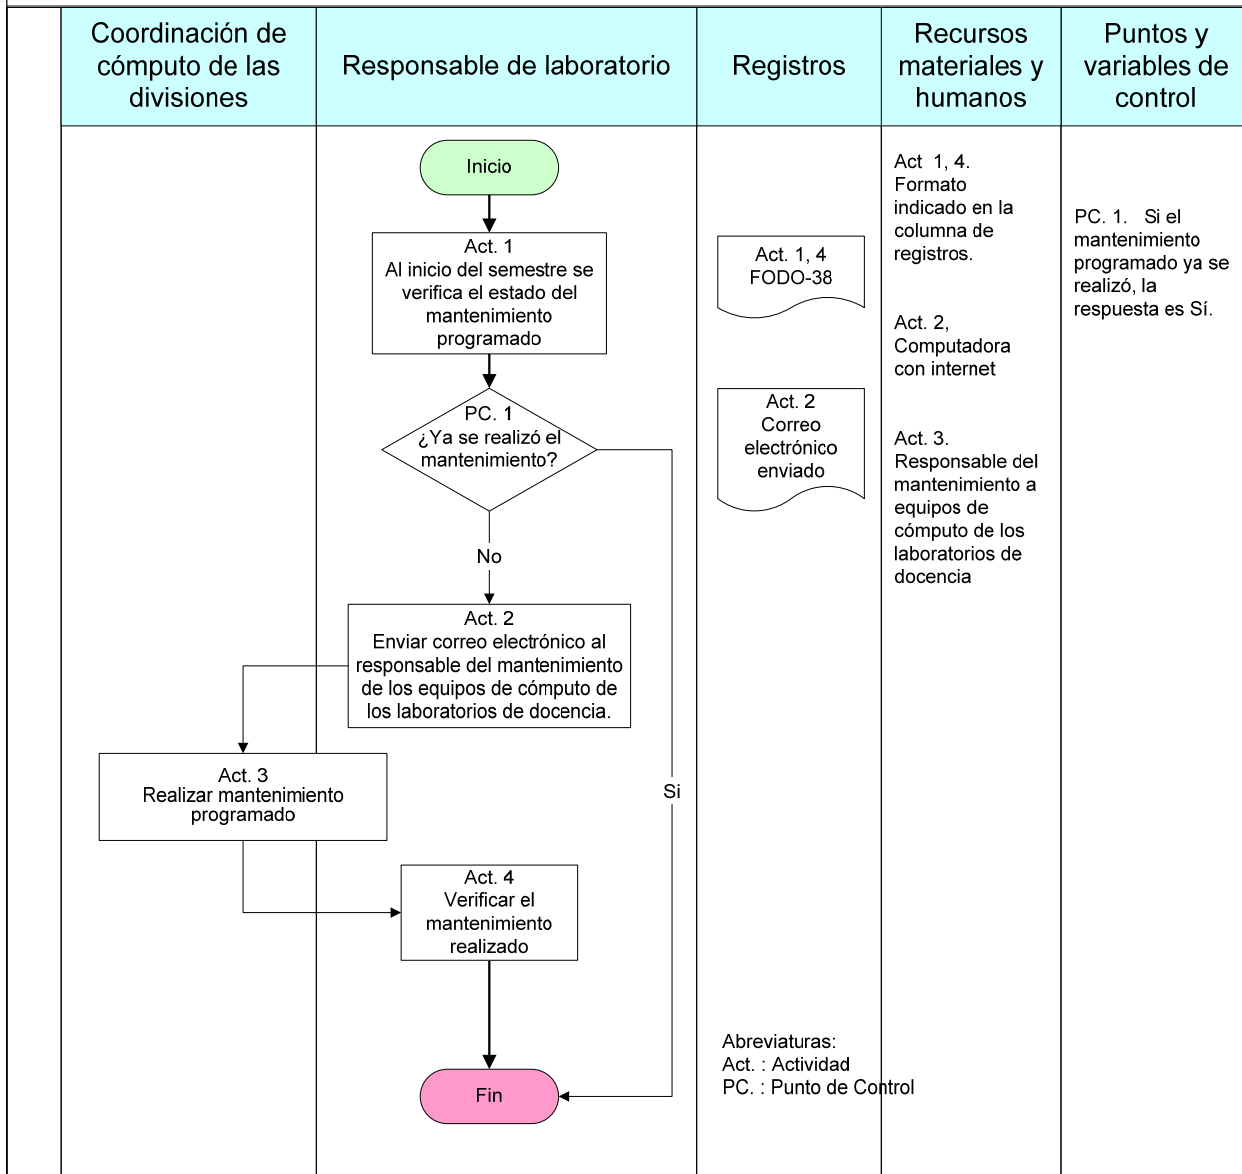 Coordinación de
cómputo de las
divisiones
Responsable de laboratorio
Registros
Recursos
materiales y
humanos
Puntos y
variables de
control
Inicio
Act. 1
Al inicio del semestre se
verifica el estado del
mantenimiento
programado
PC. 1
¿Ya se realizó el
mantenimiento?
No
Si
Act. 2
Enviar correo electrónico al
responsable del mantenimiento
de los equipos de cómputo de
los laboratorios de docencia.
Act. 3
Realizar mantenimiento
programado
Act. 4
Verificar el
mantenimiento
realizado
Fin
Act. 1, 4
FODO-38
Act. 2
Correo
electrónico
enviado
Abreviaturas:
Act. : Actividad
PC. : Punto de Control
Act 1, 4.
Formato
indicado en la
columna de
registros.
Act. 2,
Computadora
con internet
Act. 3.
Responsable del
mantenimiento a
equipos de
cómputo de los
laboratorios de
docencia
PC. 1. Si el
mantenimiento
programado ya se
realizó, la
respuesta es Sí.